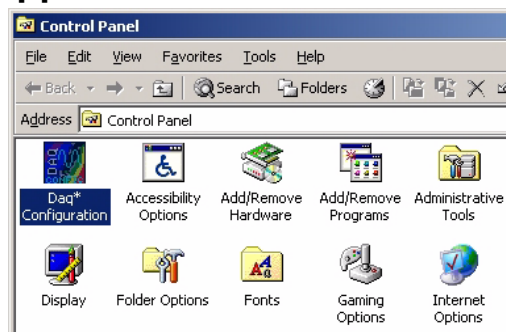 Control Panel
File Edit View Favorites Tools Help
Back Search Folders
Address Control Panel
Daq* Configuration
Accessibility Options
Add/Remove Hardware
Add/Remove Programs
Administrative Tools
Display
Folder Options
Fonts
Gaming Options
Internet Options